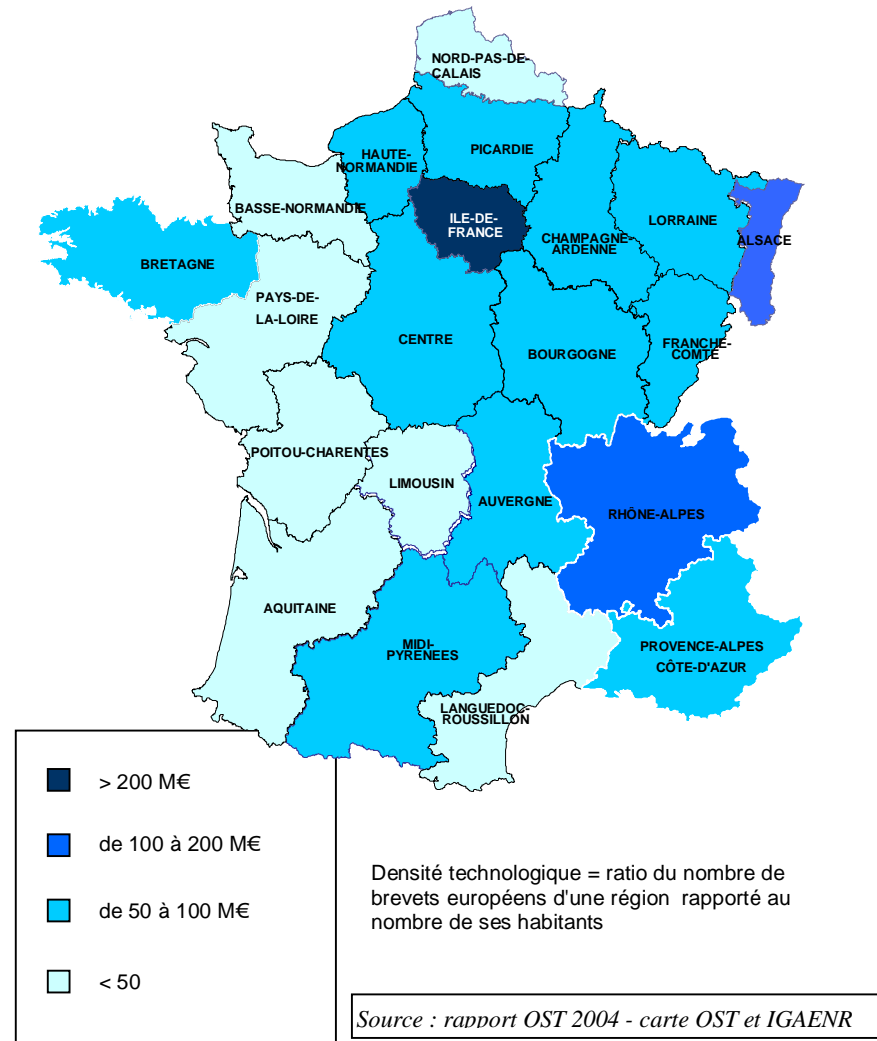 NORD-PAS-DE-
CALAIS
HAUTE-
NORMANDIE
PICARDIE
BASSE-NORMANDIE
ILE-DE-
FRANCE
CHAMPAGNE
ARDENNE
LORRAINE
ALSACE
BRETAGNE
PAYS-DE-
LA-LOIRE
CENTRE
BOURGOGNE
FRANCHE-
COMTÉ
POITOU-CHARENTES
LIMOUSIN
AUVERGNE
RHÔNE-ALPES
AQUITAINE
MIDI-
PYRENEES
PROVENCE-ALPES
CÔTE-D'AZUR
LANGUEDOC-
ROUSSILLON
> 200 M€
de 100 à 200 M€
de 50 à 100 M€
< 50
Densité technologique = ratio du nombre de
brevets européens d'une région rapporté au
nombre de ses habitants
Source : rapport OST 2004 - carte OST et IGAENR